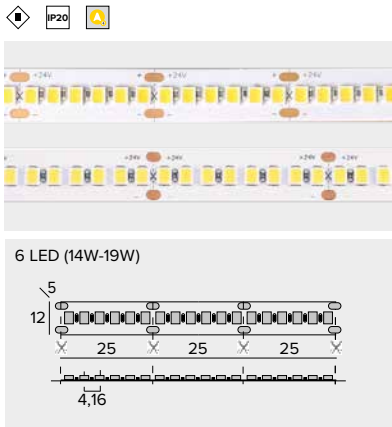 IP20
+ +24V + +24V + +24V
- - -
+24V +24V +24V +24V
6 LED (14W-19W)
5
12
25 25 25
4,16